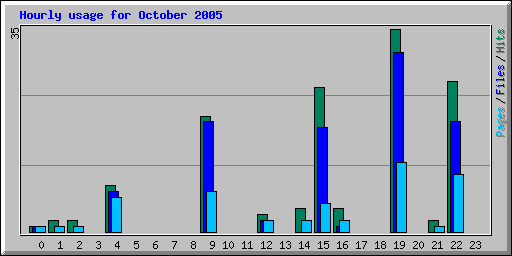 Hourly usage for October 2005
35
Pages/Files/Hits
0 1 2 3 4 5 6 7 8 9 10 11 12 13 14 15 16 17 18 19 20 21 22 23